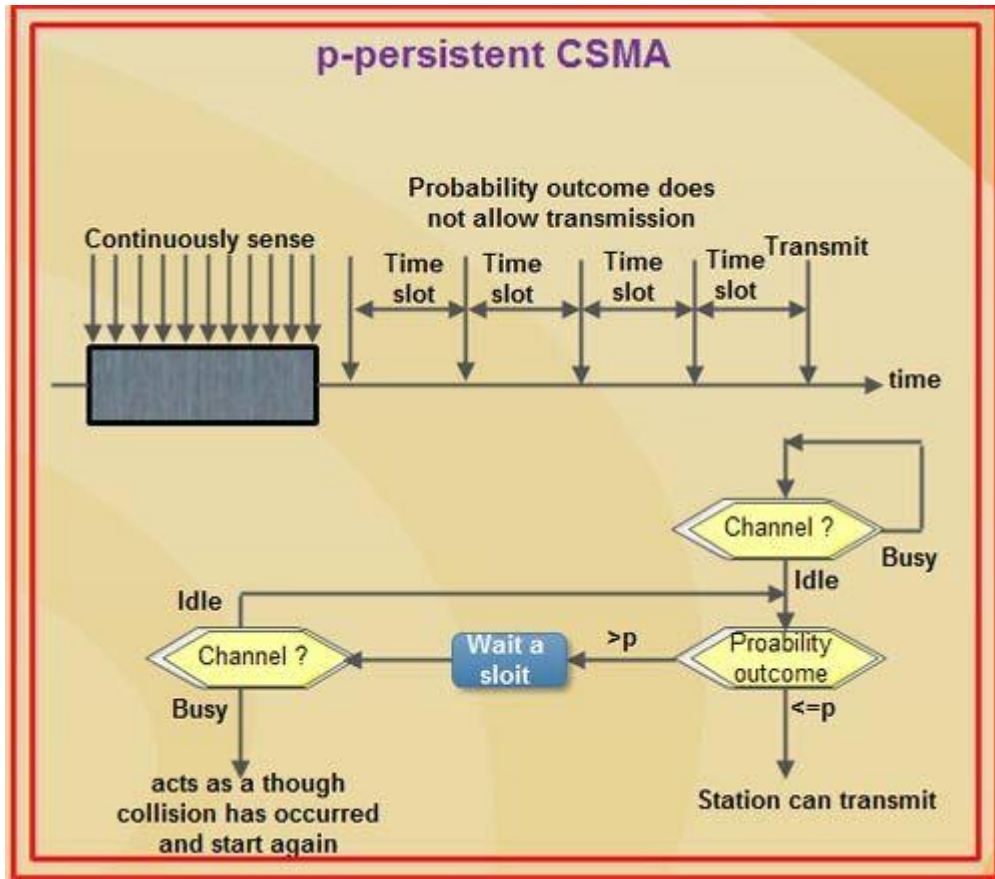 p-persistent CSMA
Probability outcome does
not allow transmission
Continuously sense
Time
slot
Time
slot
Time
slot
Time
slot
Transmit
time
Channel ?
Busy
Idle
Idle
Channel ?
Wait a
sloit
>p
Proability
outcome
Busy
<=p
acts as a though
collision has occurred
and start again
Station can transmit